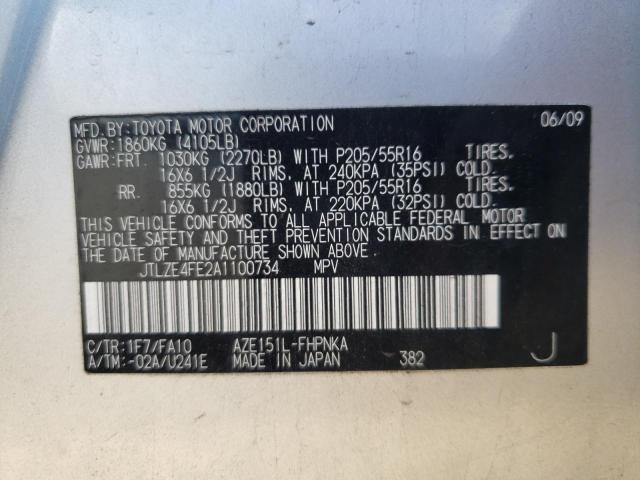 MFD.BY:TOYOTA MOTOR CORPORATION 06/09
GVWR:1860KG (4105LB)
GAWR:FRT. 1030KG (2270LB) WITH P205/55R16 TIRES.
16X6 1/2J RIMS. AT 240KPA (35PSI) COLD.
RR. 855KG (1880LB) WITH P205/55R16 TIRES.
16X6 1/2J RIMS. AT 220KPA (32PSI) COLD.
THIS VEHICLE CONFORMS TO ALL APPLICABLE FEDERAL MOTOR
VEHICLE SAFETY AND THEFT PREVENTION STANDARDS IN EFFECT ON
THE DATE OF MANUFACTURE SHOWN ABOVE.
JTLZE4FE2A1100734 MPV
C/TR:1F7/FA10 AZE151L-FHPNKA
A/TM:-02A/U241E MADE IN JAPAN 382 J